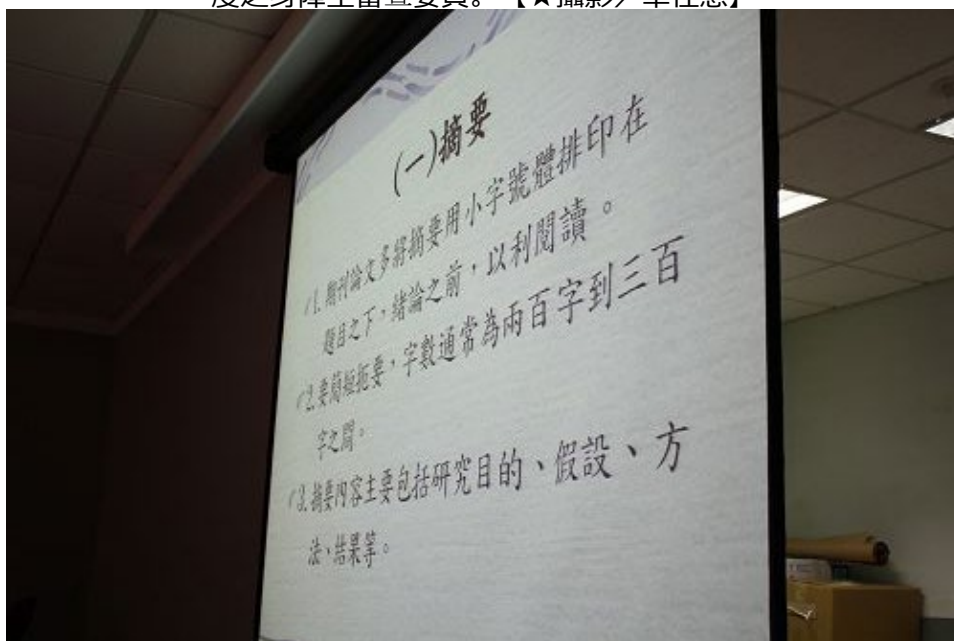 (一)摘要
1.期刊論文多將摘要用小字號體排印在
題目之下,緒論之前,以利閱讀。
2.要簡短扼要,字數通常為兩百字到三百
字之間。
3.摘要內容主要包括研究目的、假設、方
法、結果等。